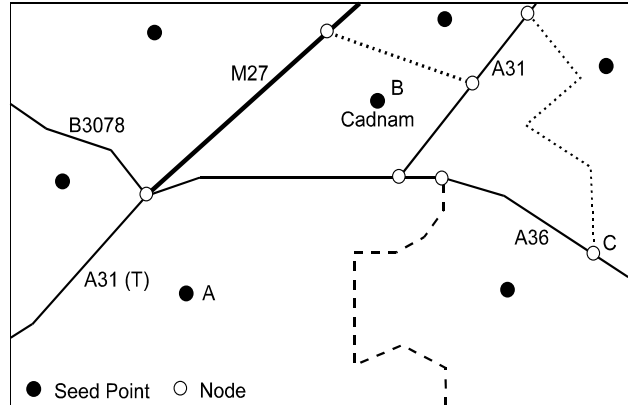 M27
A31
B
B3078
Cadnam
A36
C
A31 (T)
A
Seed Point
Node